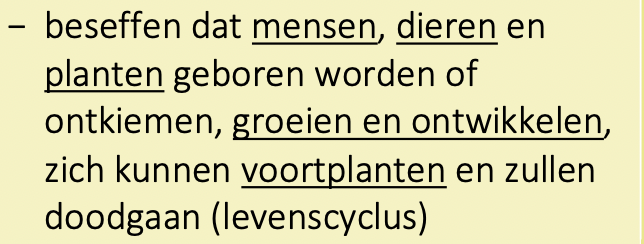 – beseffen dat mensen, dieren en
planten geboren worden of
ontkiemen, groeien en ontwikkelen,
zich kunnen voortplanten en zullen
doodgaan (levenscyclus)